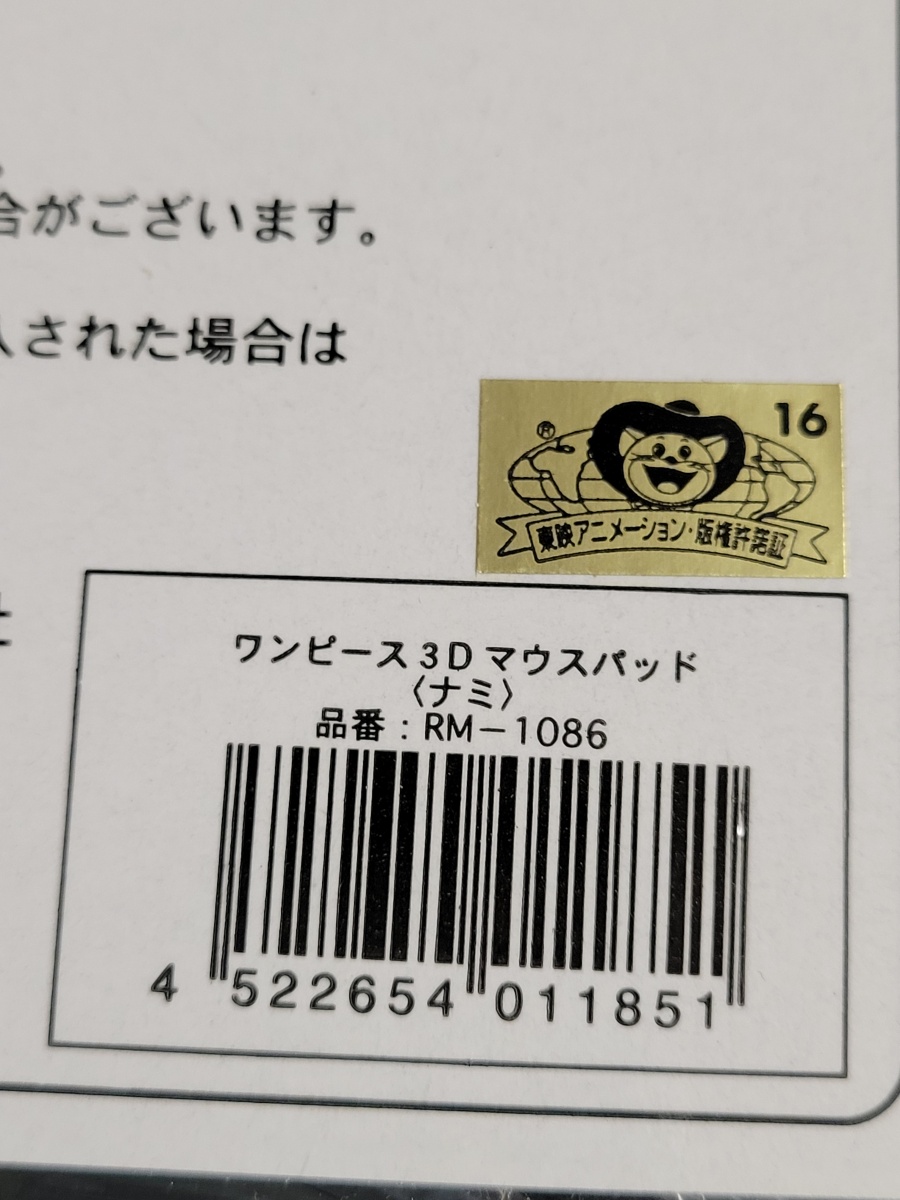 合がございます。
入された場合は
16
®
東映アニメーション・版権許諾証
ワンピース3Dマウスパッド
〈ナミ〉
品番：RM－1086
4 522654 011851